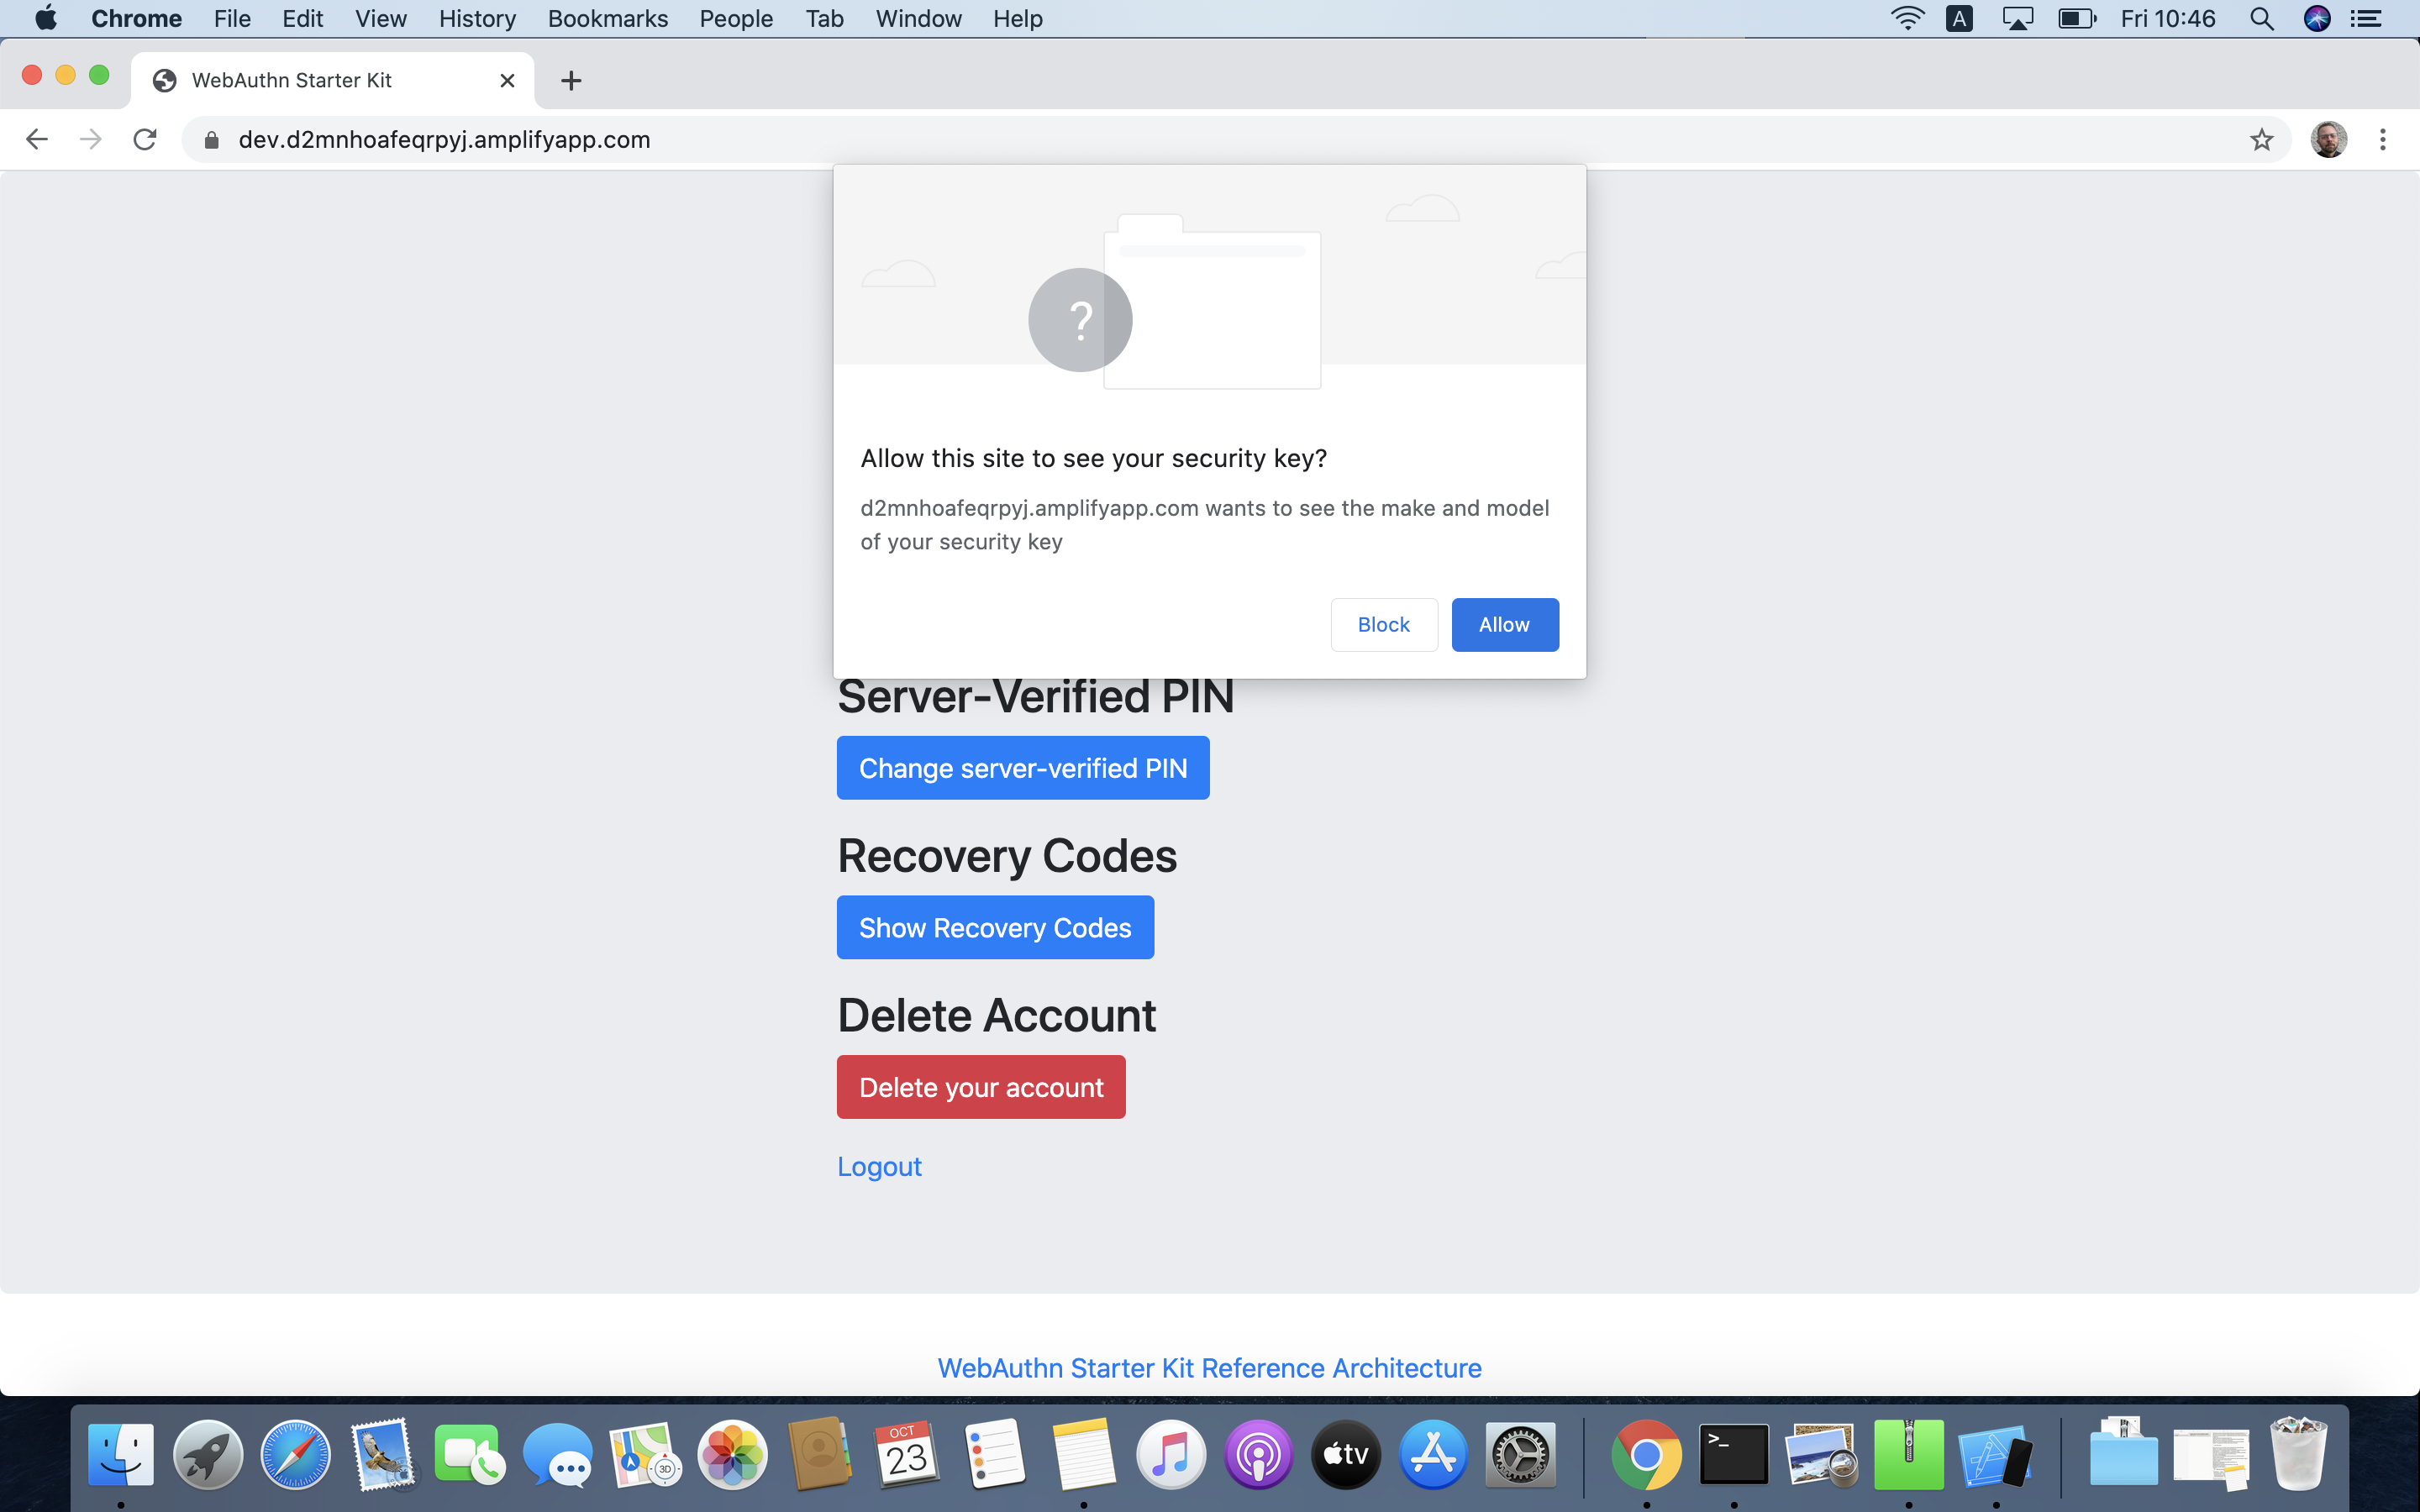 Chrome File Edit View History Bookmarks People Tab Window Help A Fri 10:46
WebAuthn Starter Kit
dev.d2mnhoafeqrpyj.amplifyapp.com
?
Allow this site to see your security key?
d2mnhoafeqrpyj.amplifyapp.com wants to see the make and model
of your security key
Block Allow
Server-Verified PIN
Change server-verified PIN
Recovery Codes
Show Recovery Codes
Delete Account
Delete your account
Logout
WebAuthn Starter Kit Reference Architecture
OCT
23
3D
tv
>_